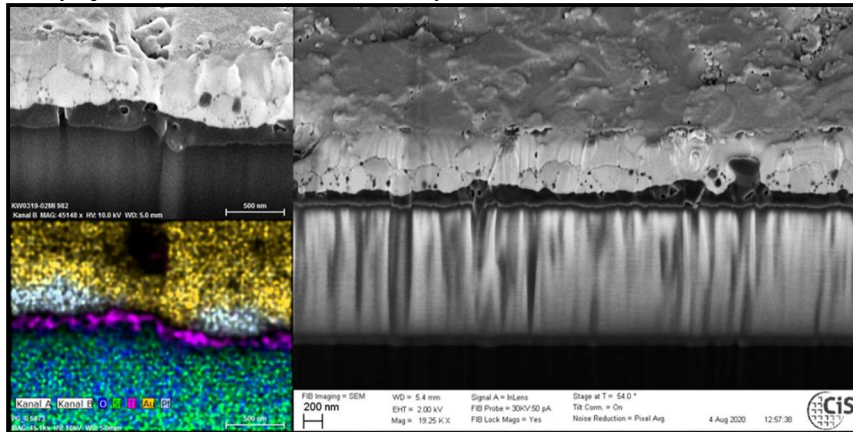 KW0319-02MI 982
Kanal B MAG: 45148 x HV: 10.0 kV WD: 5.0 mm
500 nm
Kanal A Kanal B O Si Ti Au Pt
500 nm
FIB Imaging = SEM
200 nm
WD = 5.4 mm
EHT = 2.00 kV
Mag = 19.25 K X
Signal A = InLens
FIB Probe = 30KV:50 pA
FIB Lock Mags = Yes
Stage at T = 54.0 °
Tilt Corrn. = On
Noise Reduction = Pixel Avg.
4 Aug 2020
12:57:38
CiS